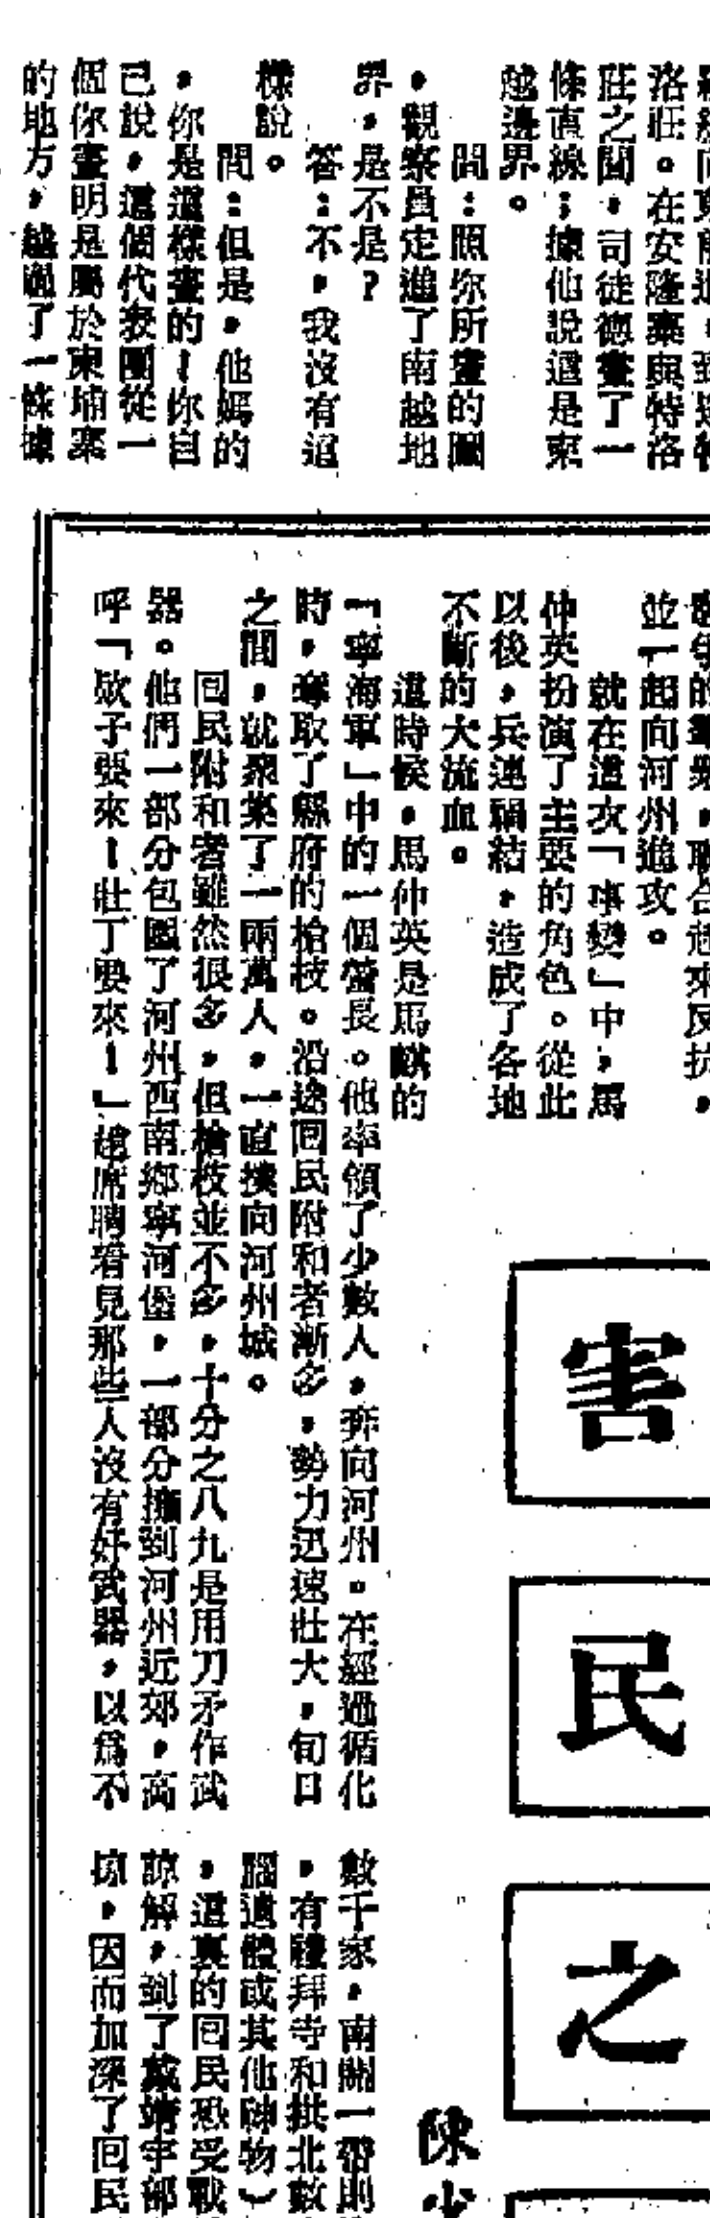 洛旺。在安隆寨與特洛
旺之間，司徒德畫了一
條直線；據他說這是柬
越邊界。
問：照你所畫的圖
，觀察員定進了南越地
界，是不是？
答：不，我沒有這
樣說。
問：但是，他媽的
，你是這樣畫的！你自
己說，這個代表團從一
個你畫明是屬於柬埔寨
的地方，越過了一條據
並一起向河州進攻。
就在這次「事變」中，馬
仲英扮演了主要的角色。從此
以後，兵連禍結，造成了各地
不斷的大流血。
這時候，馬仲英是馬麒的
「寧海軍」中的一個營長。他率領了少數人，奔向河州。在經過循化
時，奪取了縣府的槍枝。沿途回民附和者漸多，勢力迅速壯大，旬日
之間，就聚集了一兩萬人，一直撲向河州城。
回民附和者雖然很多，但槍枝並不多，十分之八九是用刀矛作武
器。他們一部分包圍了河州西南鄉寧河堡，一部分擁到河州近郊，高
呼「歘子要來！壯丁要來！」趙席聘看見那些人沒有好武器，以爲不
害
民
之
陳
數千家，南關一帶則
，有禮拜寺和拱北數
遺體或其他神物）
，這裏的回民恐受戰
諒解，到了戴靖宇部
掠，因而加深了回民